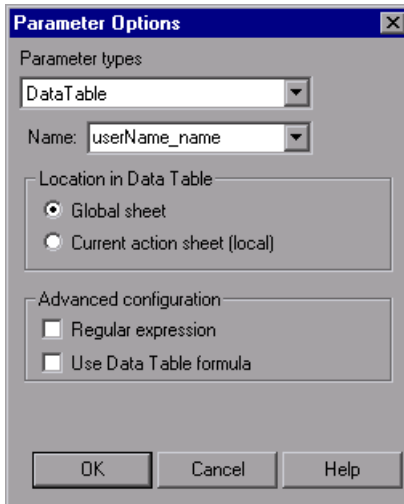 Parameter Options
Parameter types
DataTable
Name: userName_name
Location in Data Table
Global sheet
Current action sheet (local)
Advanced configuration
Regular expression
Use Data Table formula
OK Cancel Help